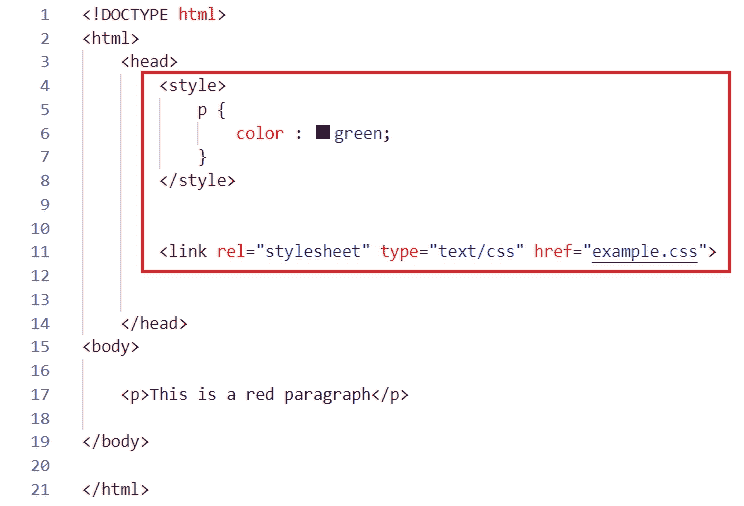 1 <!DOCTYPE html>
2 <html>
3 <head>
4 <style>
5 p {
6 color : green;
7 }
8 </style>
9
10
11 <link rel="stylesheet" type="text/css" href="example.css">
12
13
14 </head>
15 <body>
16
17 <p>This is a red paragraph</p>
18
19 </body>
20
21 </html>